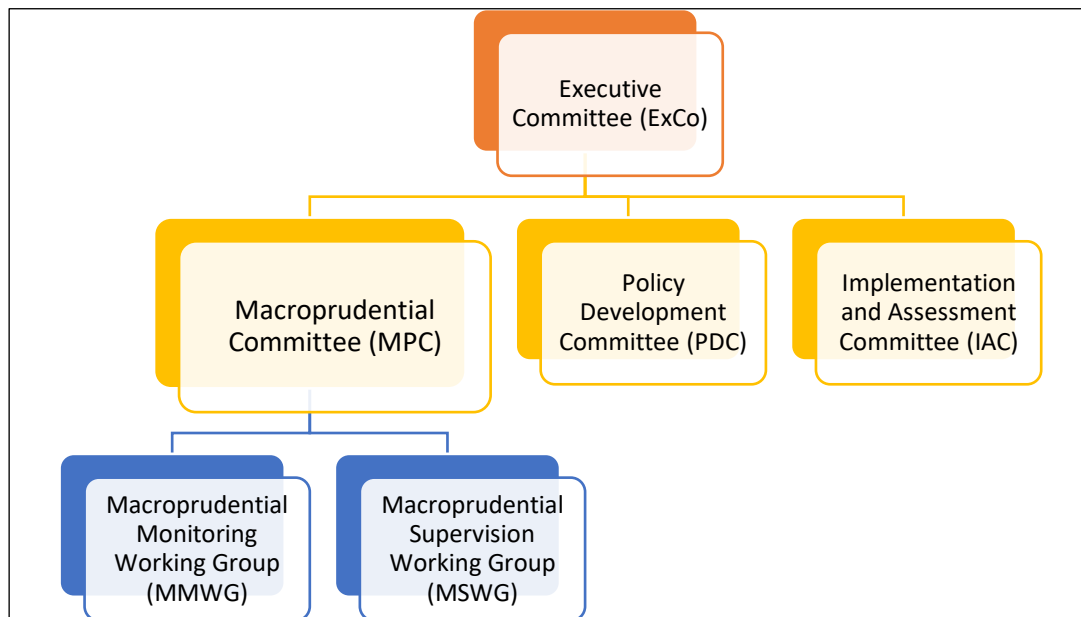 Executive
Committee (ExCo)
Macroprudential
Committee (MPC)
Policy
Development
Committee (PDC)
Implementation
and Assessment
Committee (IAC)
Macroprudential
Monitoring
Working Group
(MMWG)
Macroprudential
Supervision
Working Group
(MSWG)